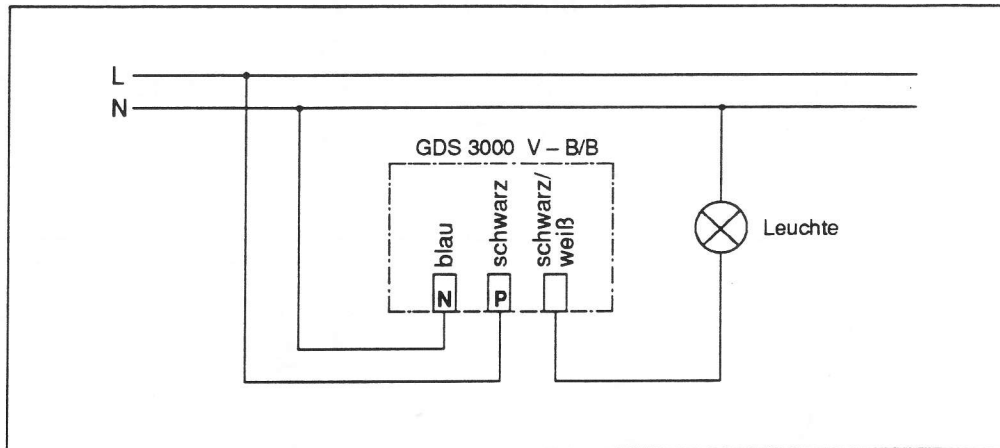 L
N
GDS 3000 V – B/B
blau
schwarz
schwarz/
weiß
N
P
Leuchte